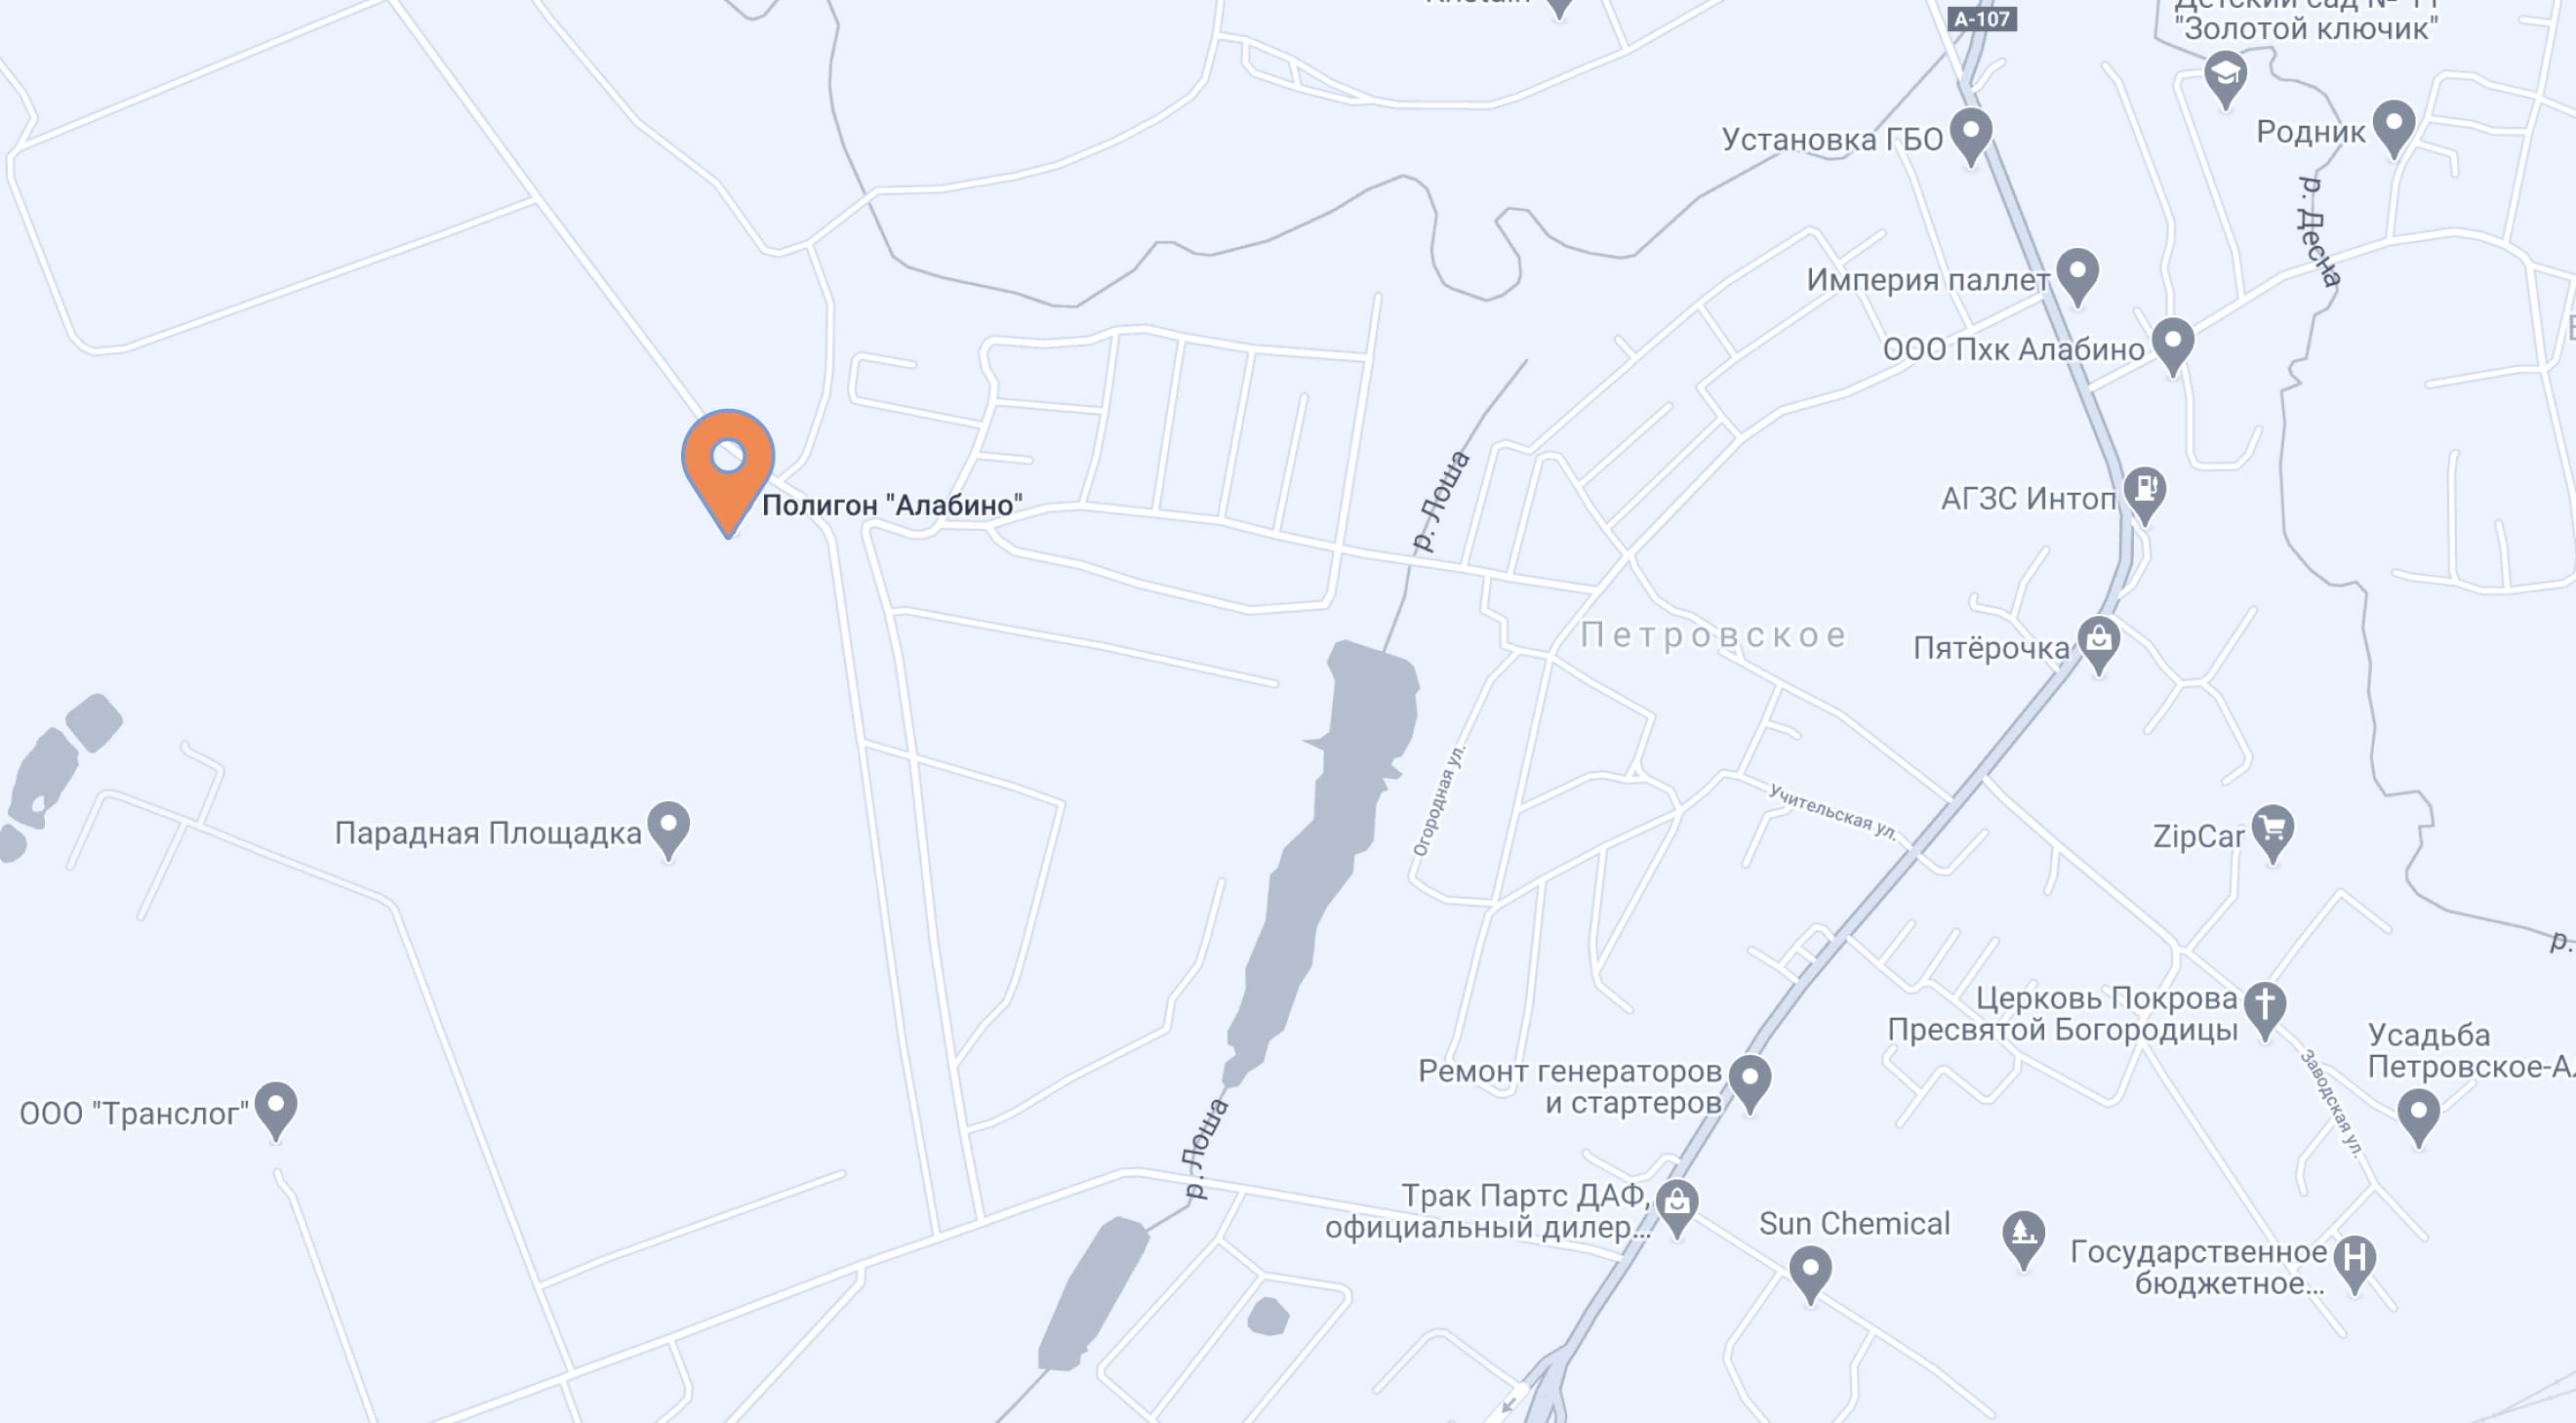 А-107
"Золотой ключик"
Установка ГБО
Родник
р. Десна
Империя паллет
ООО Пхк Алабино
Полигон "Алабино"
АГЗС Интоп
р. Лоша
Петровское
Пятёрочка
Огородная ул.
Учительская ул.
Парадная Площадка
ZipCar
р.
Церковь Покрова
Пресвятой Богородицы
Усадьба
Петровское-А
Заводская ул.
Ремонт генераторов
и стартеров
ООО "Транслог"
р. Лоша
Трак Партс ДАФ,
официальный дилер...
Sun Chemical
Государственное
бюджетное...